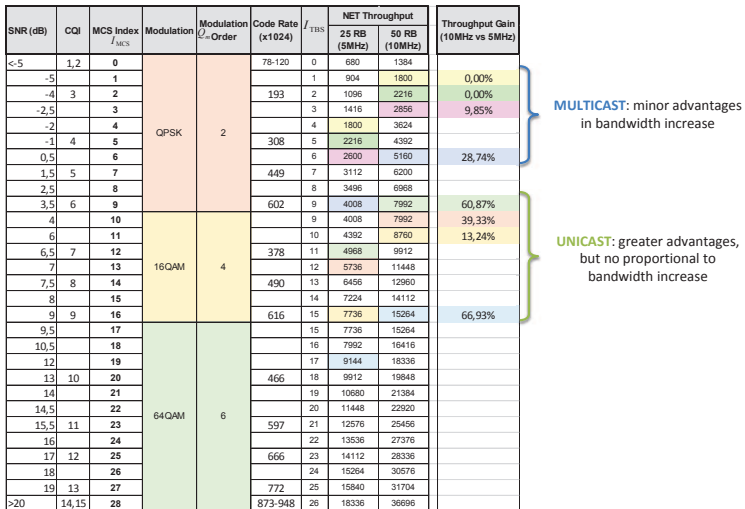 SNR (dB) CQI MCS Index I_MCS Modulation Modulation Q_m Order Code Rate (x1024) I_TBS NET Throughput Throughput Gain (10MHz vs 5MHz)
25 RB (5MHz) 50 RB (10MHz)
<-5 1,2 0 78-120 0 680 1384
-5 1 1 904 1800 0,00%
-4 3 2 193 2 1096 2216 0,00%
-2,5 3 3 1416 2856 9,85%
-2 4 4 1800 3624
QPSK 2
-1 4 5 308 5 2216 4392
0,5 6 6 2600 5160 28,74%
1,5 5 7 449 7 3112 6200
2,5 8 8 3496 6968
3,5 6 9 602 9 4008 7992 60,87%
4 10 9 4008 7992 39,33%
6 11 10 4392 8760 13,24%
6,5 7 12 378 11 4968 9912
7 13 12 5736 11448
16QAM 4
7,5 8 14 490 13 6456 12960
8 15 14 7224 14112
9 9 16 616 15 7736 15264 66,93%
9,5 17 15 7736 15264
10,5 18 16 7992 16416
12 19 17 9144 18336
13 10 20 466 18 9912 19848
14 21 19 10680 21384
14,5 22 20 11448 22920
64QAM 6
15,5 11 23 597 21 12576 25456
16 24 22 13536 27376
17 12 25 666 23 14112 28336
18 26 24 15264 30576
19 13 27 772 25 15840 31704
>20 14,15 28 873-948 26 18336 36696
MULTICAST: minor advantages
in bandwidth increase
UNICAST: greater advantages,
but no proportional to
bandwidth increase